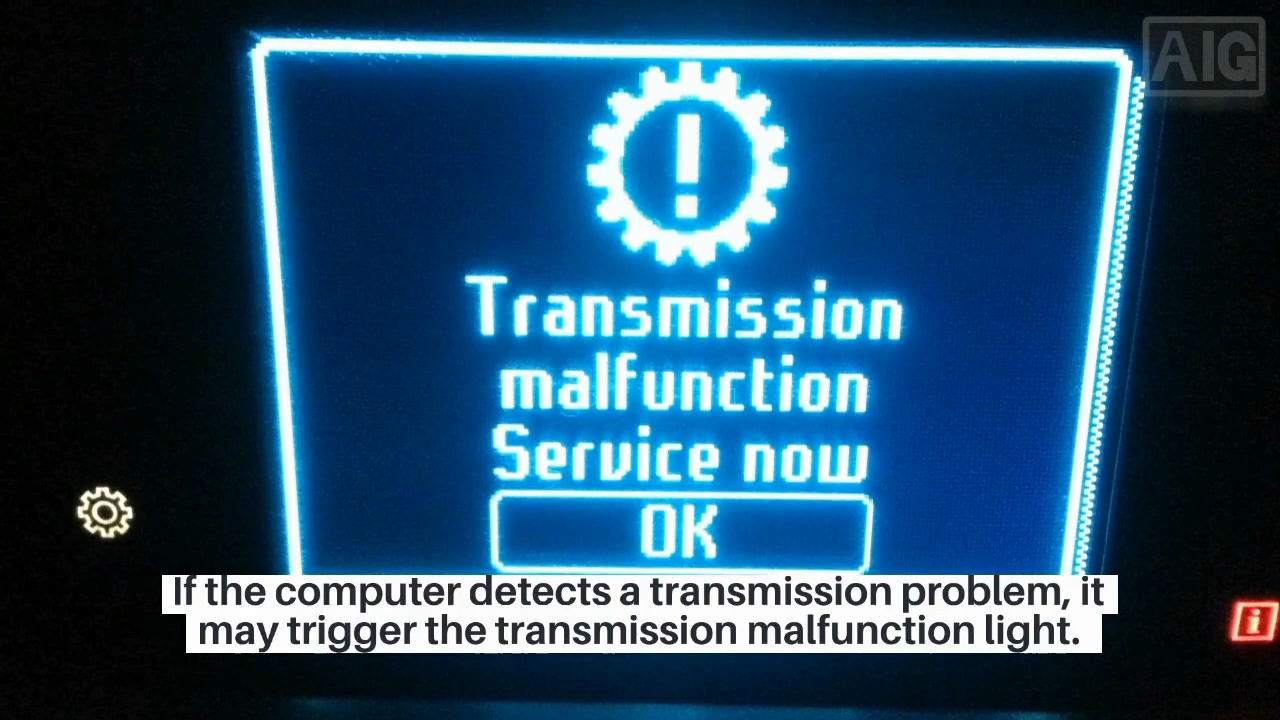 AIG
!
Transmission
malfunction
Service now
OK
If the computer detects a transmission problem, it
may trigger the transmission malfunction light.
i